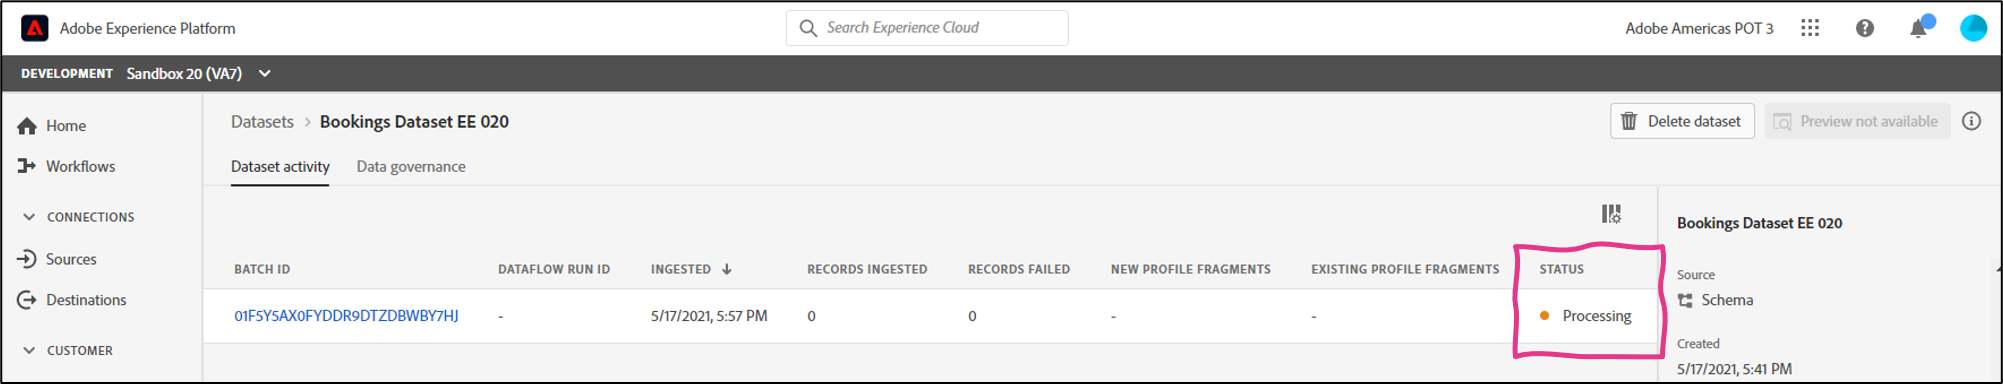 Adobe Experience Platform
Search Experience Cloud
Adobe Americas POT 3
DEVELOPMENT Sandbox 20 (VA7)
Home
Workflows
CONNECTIONS
Sources
Destinations
CUSTOMER
Datasets > Bookings Dataset EE 020
Delete dataset
Preview not available
Dataset activity
Data governance
BATCH ID DATAFLOW RUN ID INGESTED ↓ RECORDS INGESTED RECORDS FAILED NEW PROFILE FRAGMENTS EXISTING PROFILE FRAGMENTS STATUS
01F5Y5AX0FYDDR9DTZDBWBY7HJ - 5/17/2021, 5:57 PM 0 0 - - Processing
Bookings Dataset EE 020
Source
Schema
Created
5/17/2021, 5:41 PM